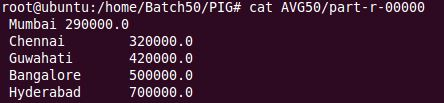 root@ubuntu:/home/Batch50/PIG# cat AVG50/part-r-00000
Mumbai 290000.0
Chennai 320000.0
Guwahati 420000.0
Bangalore 500000.0
Hyderabad 700000.0